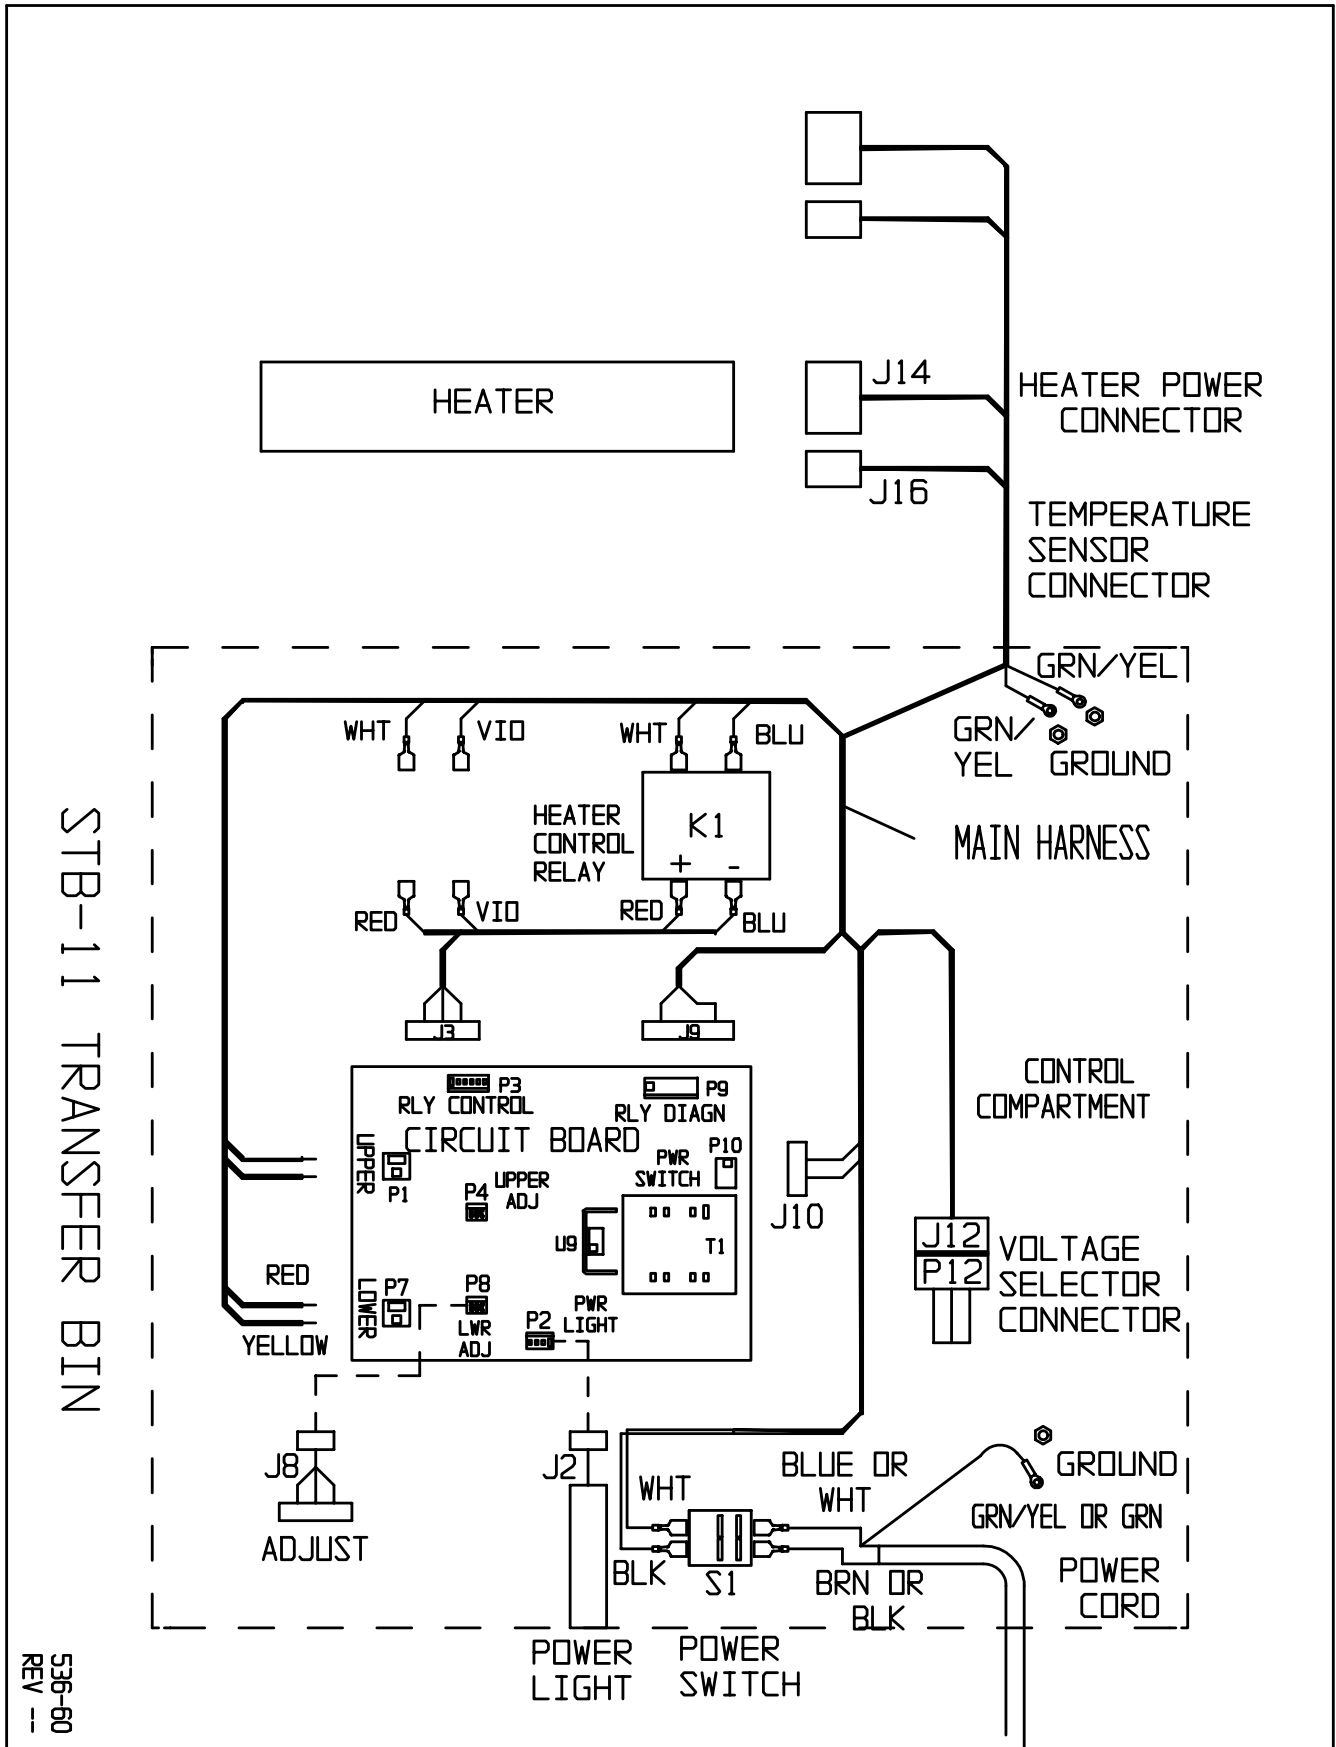 J14
HEATER POWER
CONNECTOR
HEATER
J16
TEMPERATURE
SENSOR
CONNECTOR
GRN/YEL
WHT
VIO
WHT
BLU
GRN/
YEL
GROUND
HEATER
CONTROL
RELAY
K1
+ -
MAIN HARNESS
RED
VIO
RED
BLU
J3
J9
CONTROL
COMPARTMENT
P3
RLY CONTROL
P9
RLY DIAGN
CIRCUIT BOARD
UPPER
P1
P4
UPPER
ADJ
PWR
SWITCH
P10
J10
U9
T1
J12
P12
VOLTAGE
SELECTOR
CONNECTOR
RED
YELLOW
LOWER
P7
P8
LWR
ADJ
P2
PWR
LIGHT
J8
ADJUST
J2
WHT
BLK
S1
BLUE OR
WHT
BRN OR
BLK
GROUND
GRN/YEL OR GRN
POWER
CORD
POWER
LIGHT
POWER
SWITCH
STB-11 TRANSFER BIN
536-60
REV --